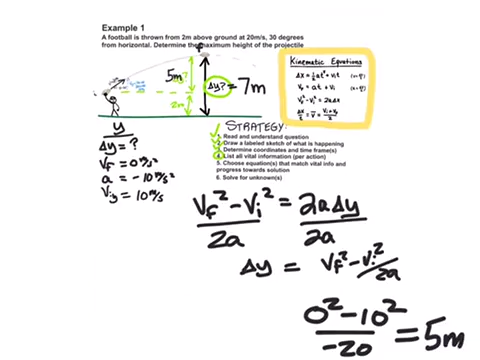 Example 1
A football is thrown from 2m above ground at 20m/s, 30 degrees
from horizontal. Determine the maximum height of the projectile
f
5m
Δy? = 7m
2m
Kinematic Equations
Δx = ½at² + vᵢt
v_f = at + vᵢ
v_f² - vᵢ² = 2aΔx
Δx/t = v̅ = (vᵢ + v_f)/2
y
Δy = ?
v_f = 0 m/s²
a = -10 m/s²
v_iy = 10 m/s
STRATEGY:
1. Read and understand question
2. Draw a labeled sketch of what is happening
3. Determine coordinates and time frame(s)
4. List all vital information (per action)
5. Choose equation(s) that match vital info and
progress towards solution
6. Solve for unknown(s)
(v_f² - vᵢ²)/2a = 2aΔy/2a
Δy = (v_f² - vᵢ²)/2a
(0² - 10²)/-20 = 5m